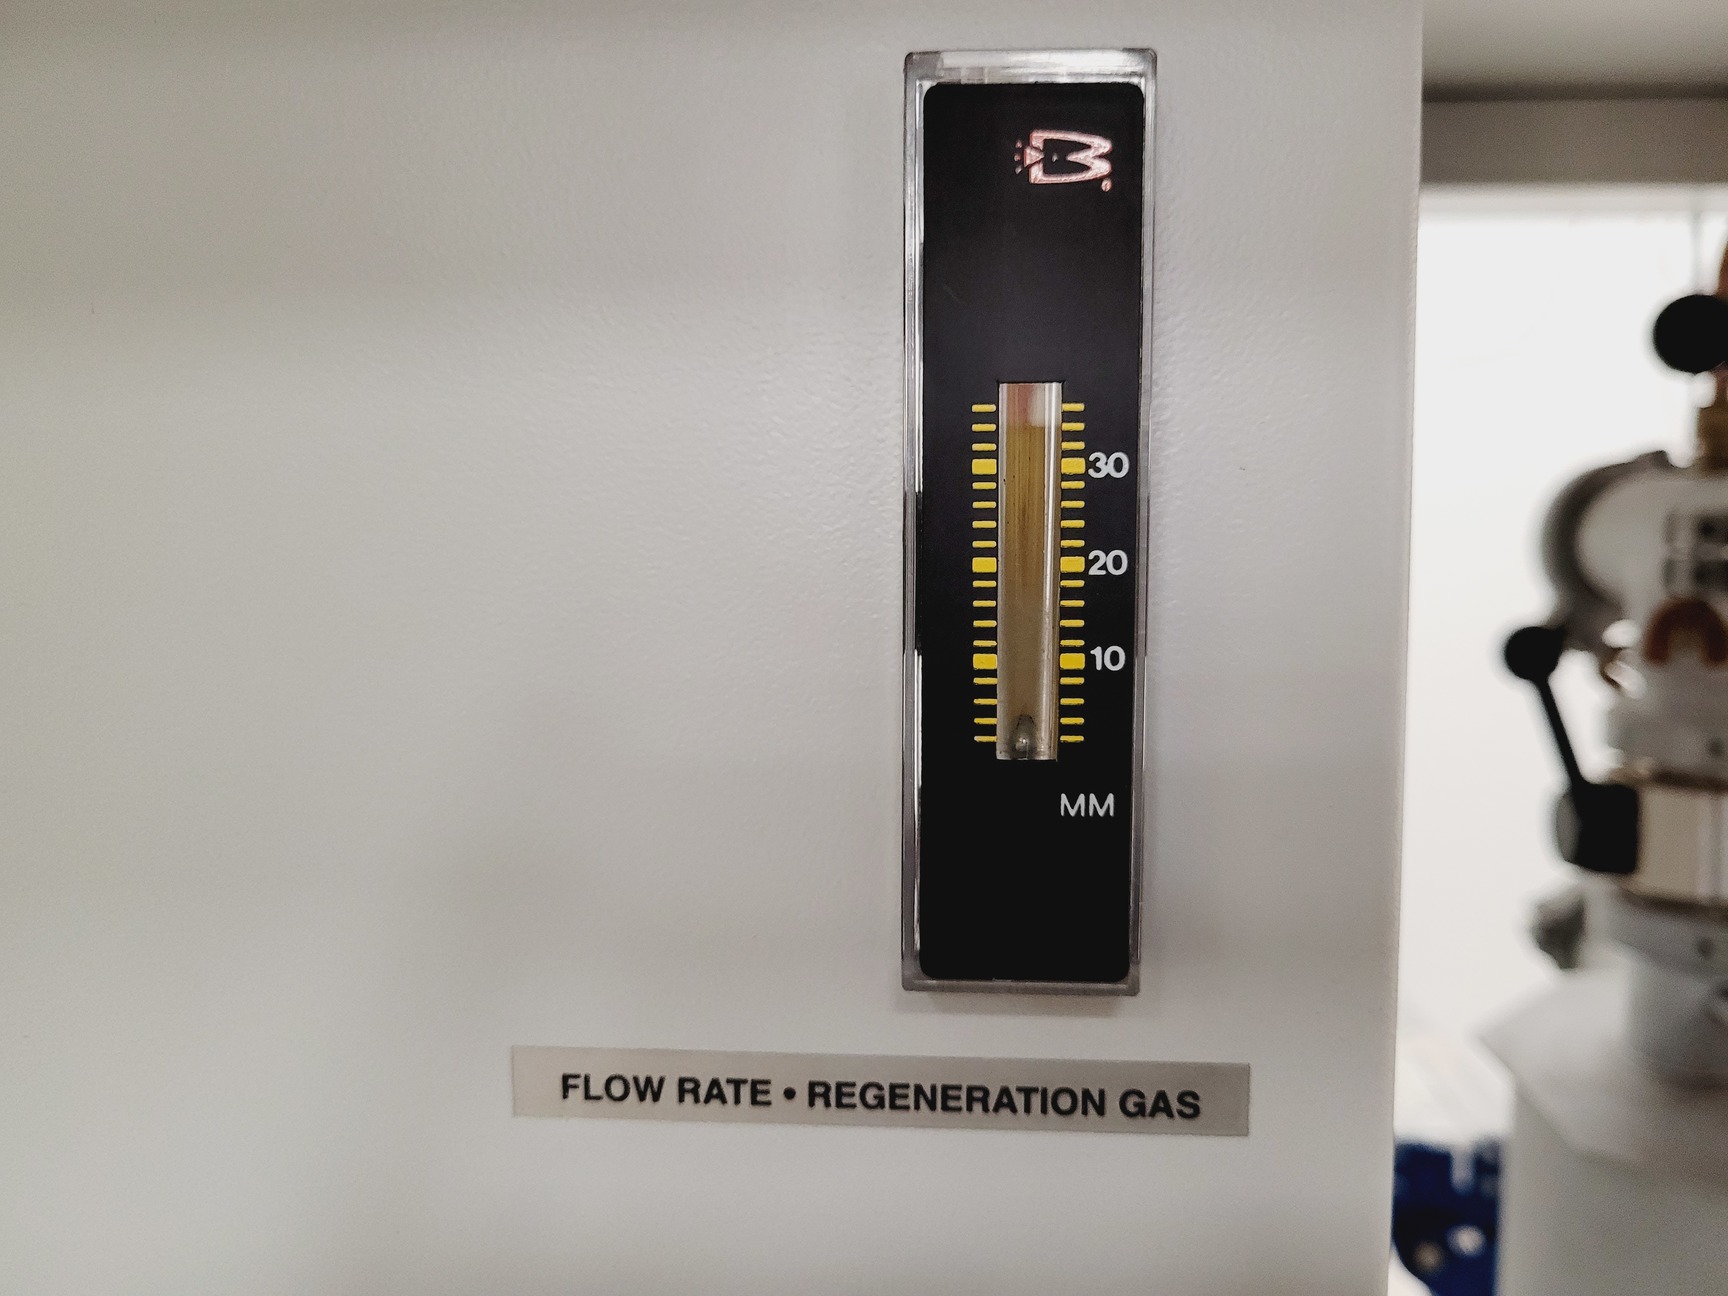 B
30
20
10
MM
FLOW RATE • REGENERATION GAS